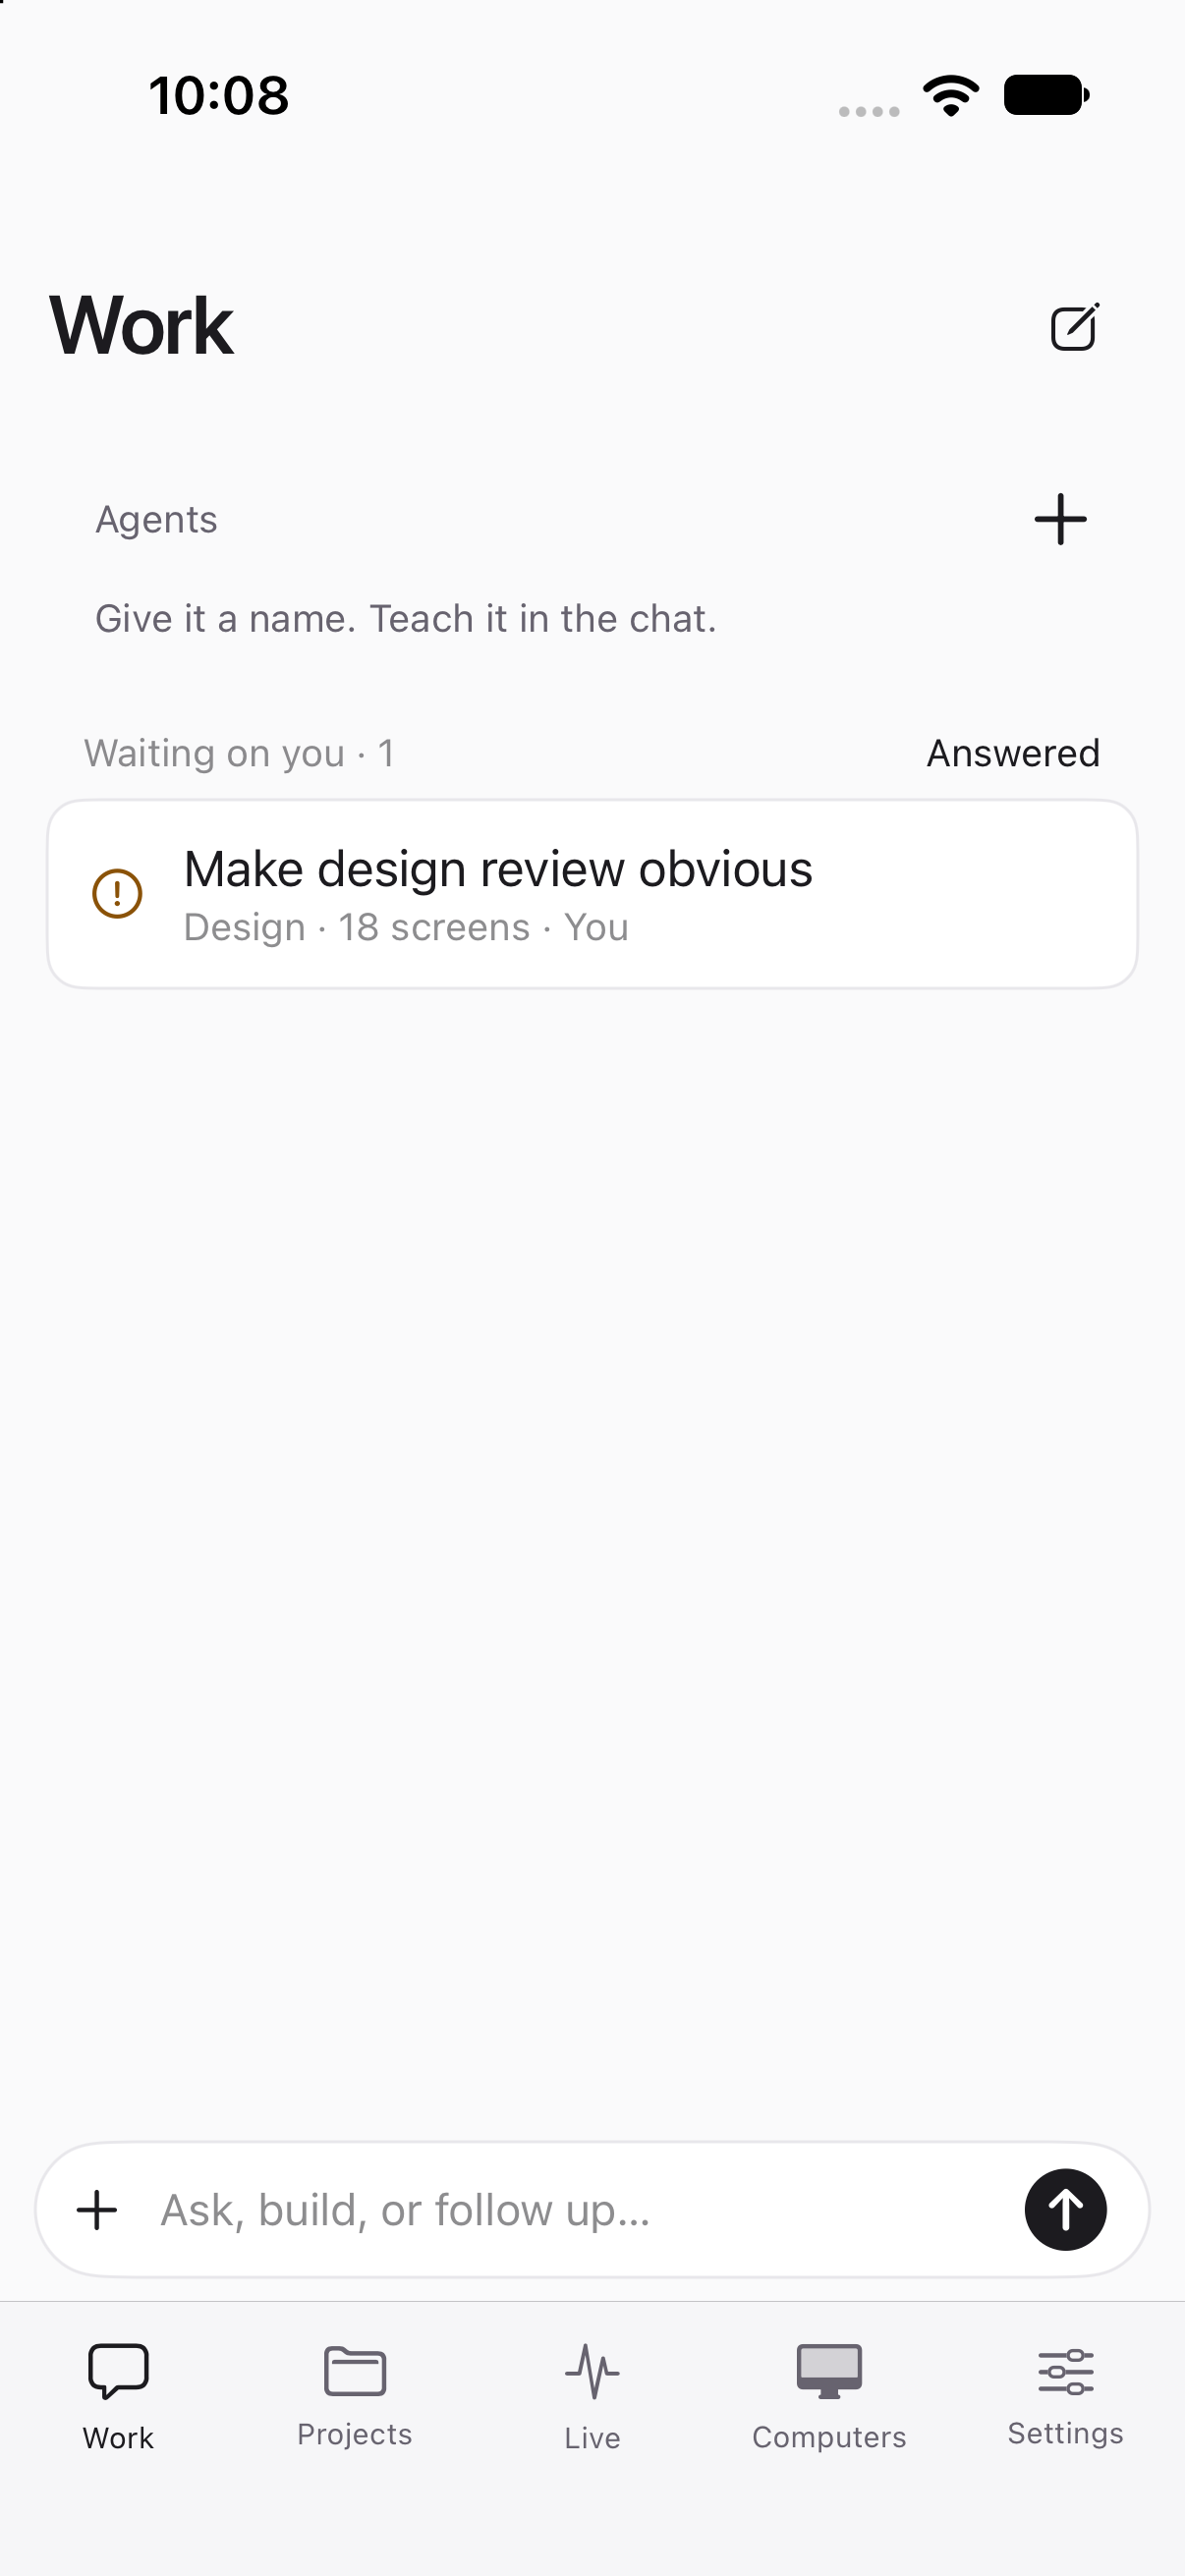 10:08
Work
Agents
Give it a name. Teach it in the chat.
Waiting on you · 1
Answered
Make design review obvious
Design · 18 screens · You
Ask, build, or follow up...
Work
Projects
Live
Computers
Settings